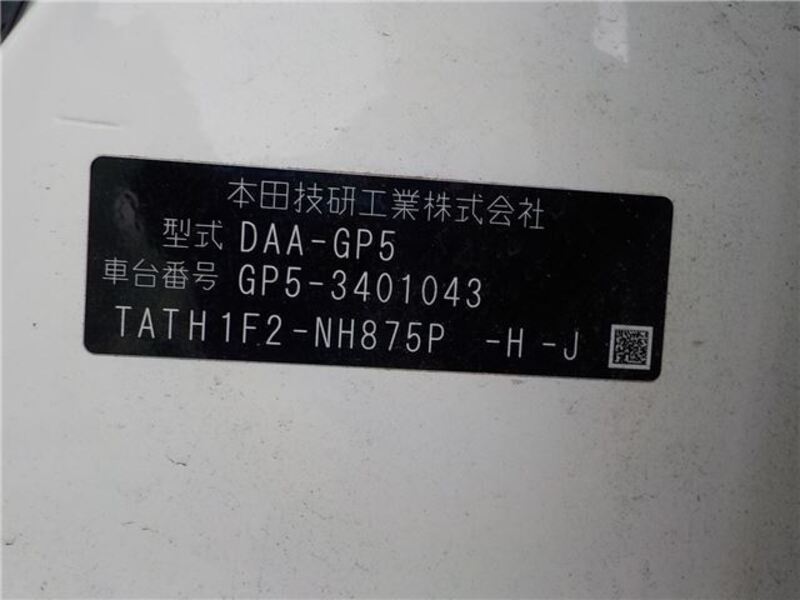 本田技研工業株式会社
型式 DAA-GP5
車台番号 GP5-3401043
TATH1F2-NH875P -H-J